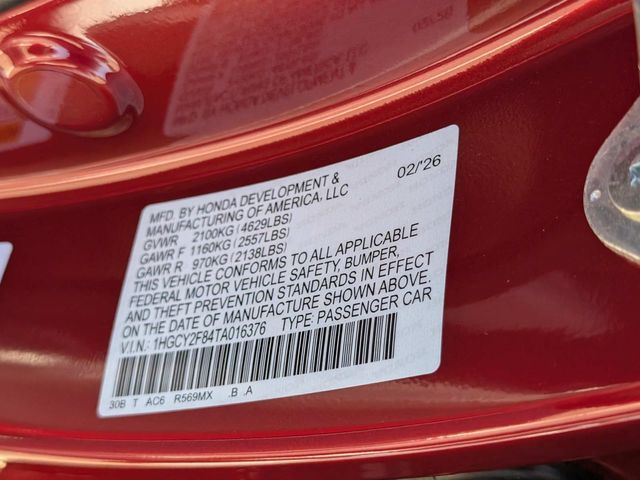 02/'26
MFD. BY HONDA DEVELOPMENT &
MANUFACTURING OF AMERICA, LLC
GVWR 2100KG (4629LBS)
GAWR F 1160KG (2557LBS)
GAWR R 970KG (2138LBS)
THIS VEHICLE CONFORMS TO ALL APPLICABLE
FEDERAL MOTOR VEHICLE SAFETY, BUMPER,
AND THEFT PREVENTION STANDARDS IN EFFECT
ON THE DATE OF MANUFACTURE SHOWN ABOVE.
V.I.N.: 1HGCY2F84TA016376 TYPE: PASSENGER CAR
30B T AC6 R569MX .B .A